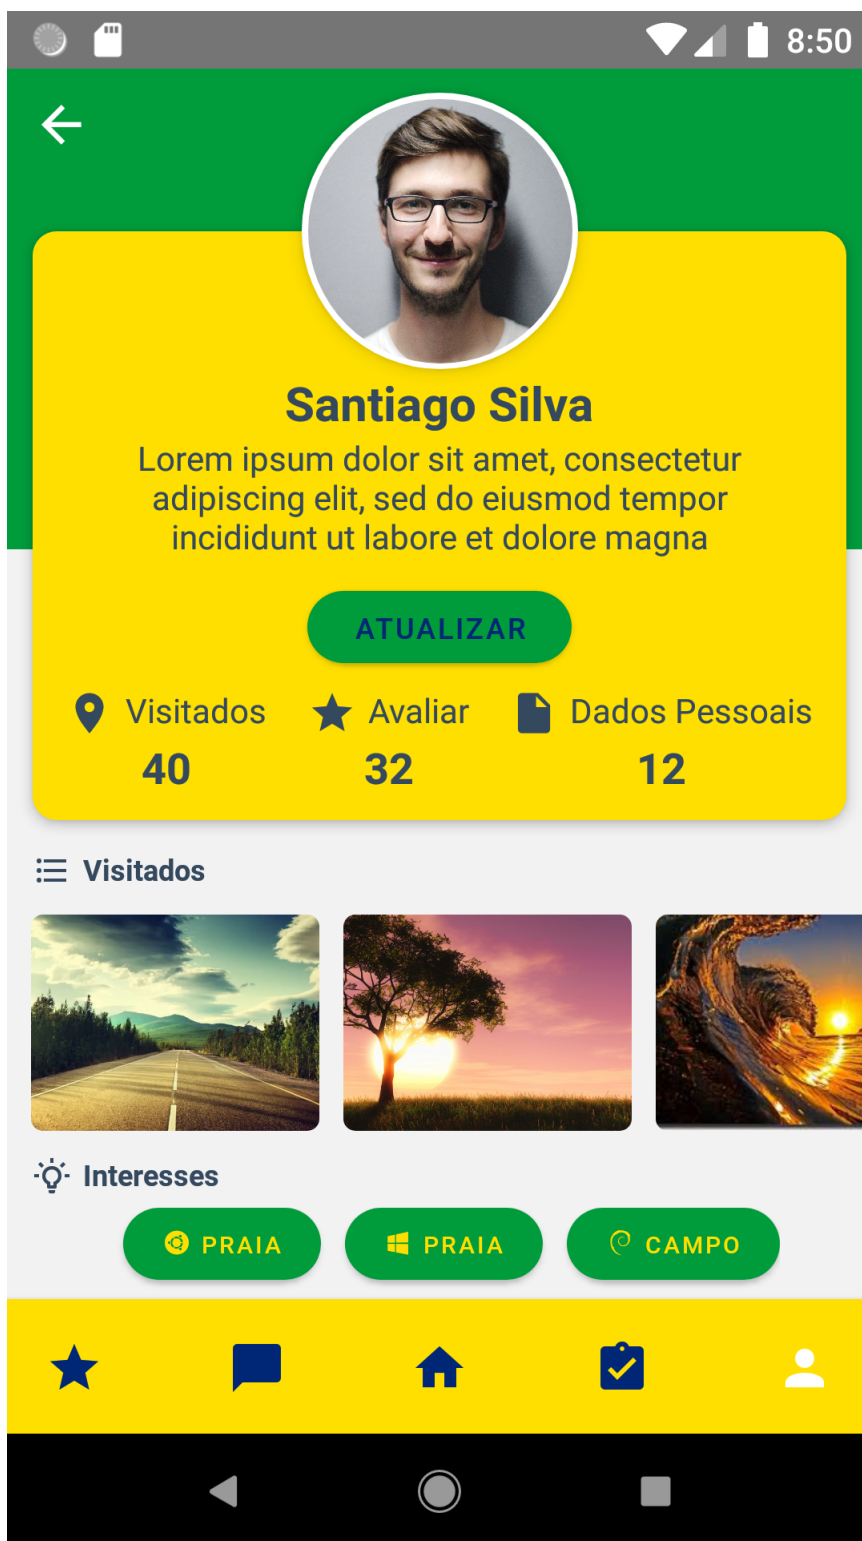 8:50
Santiago Silva
Lorem ipsum dolor sit amet, consectetur
adipiscing elit, sed do eiusmod tempor
incididunt ut labore et dolore magna
ATUALIZAR
Visitados Avaliar Dados Pessoais
40 32 12
Visitados
Interesses
PRAIA PRAIA CAMPO